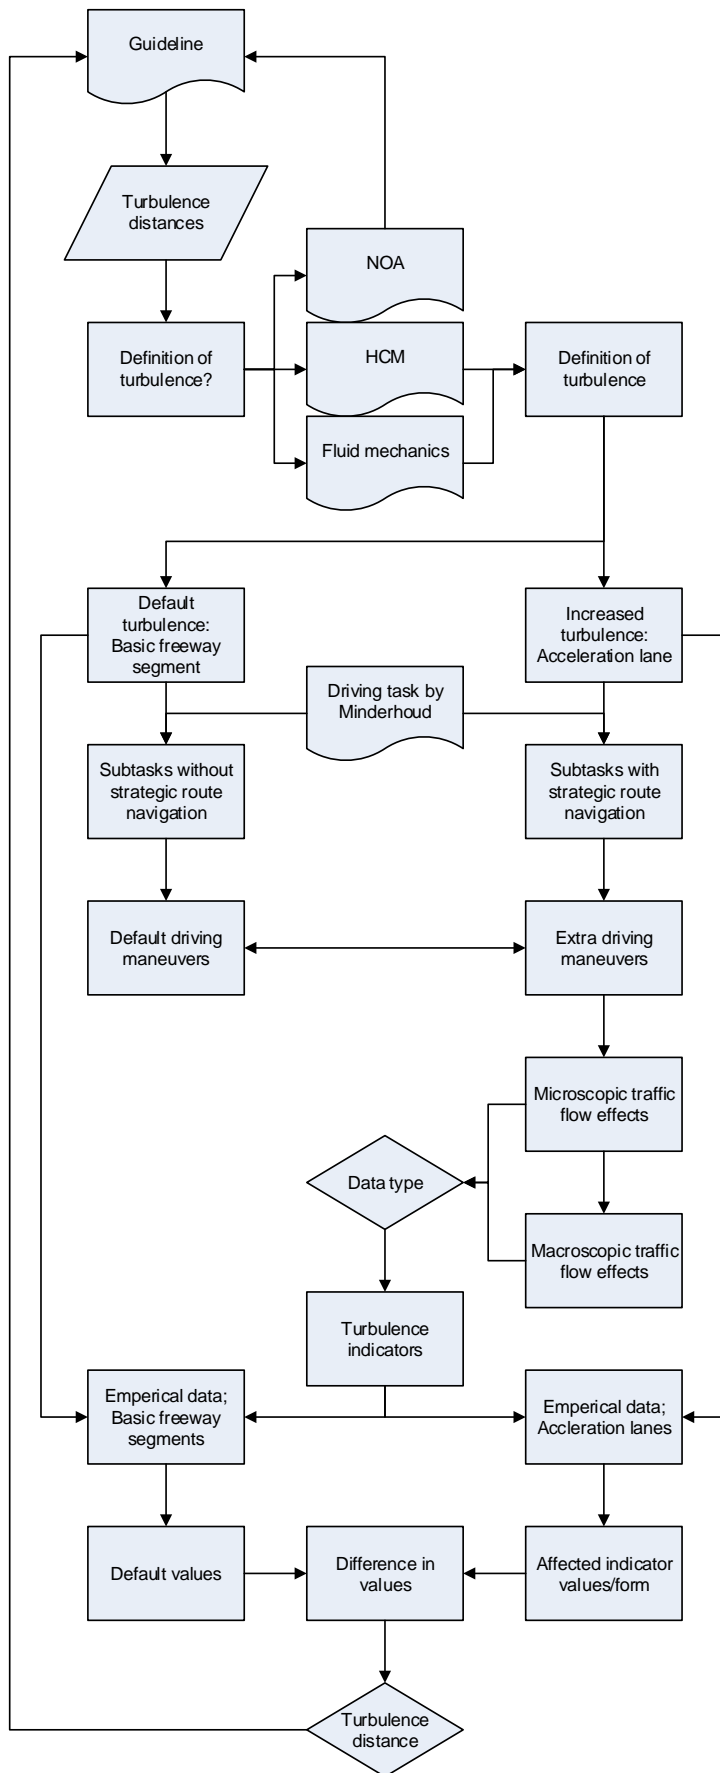 Guideline
Turbulence
distances
NOA
Definition of
turbulence?
HCM
Definition of
turbulence
Fluid mechanics
Default
turbulence:
Basic freeway
segment
Increased
turbulence:
Acceleration lane
Driving task by
Minderhoud
Subtasks without
strategic route
navigation
Subtasks with
strategic route
navigation
Default driving
maneuvers
Extra driving
maneuvers
Microscopic traffic
flow effects
Data type
Macroscopic traffic
flow effects
Turbulence
indicators
Emperical data;
Basic freeway
segments
Emperical data;
Accleration lanes
Default values
Difference in
values
Affected indicator
values/form
Turbulence
distance